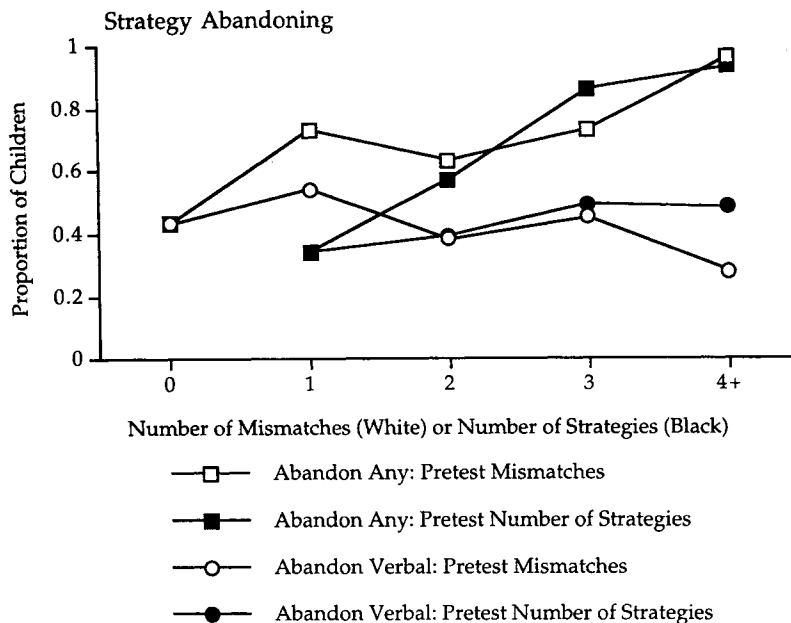 Strategy Abandoning
Proportion of Children
1
0.8
0.6
0.4
0.2
0
0 1 2 3 4+
Number of Mismatches (White) or Number of Strategies (Black)
Abandon Any: Pretest Mismatches
Abandon Any: Pretest Number of Strategies
Abandon Verbal: Pretest Mismatches
Abandon Verbal: Pretest Number of Strategies